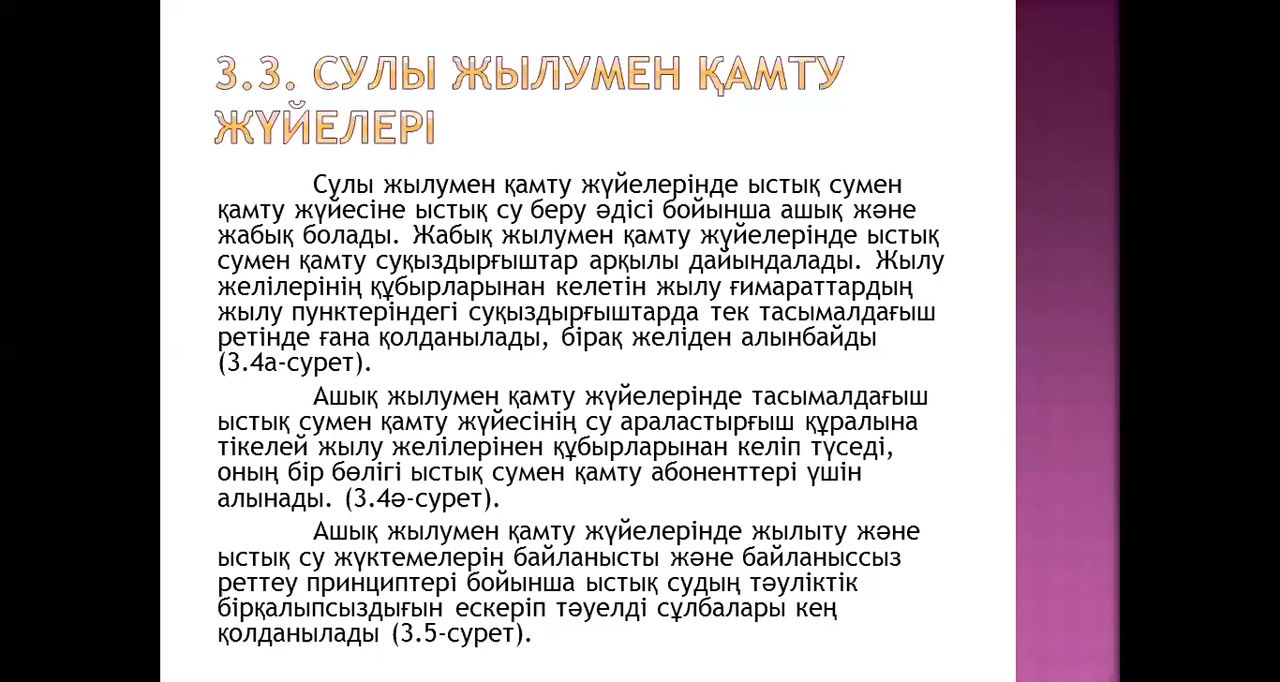 3.3. СУЛЫ ЖЫЛУМЕН ҚАМТУ
ЖҮЙЕЛЕРІ
Сулы жылумен қамту жүйелерінде ыстық сумен
қамту жүйесіне ыстық су беру әдісі бойынша ашық және
жабық болады. Жабық жылумен қамту жүйелерінде ыстық
сумен қамту суқыздырғыштар арқылы дайындалады. Жылу
желілерінің құбырларынан келетін жылу ғимараттардың
жылу пунктеріндегі суқыздырғыштарда тек тасымалдағыш
ретінде ғана қолданылады, бірақ желіден алынбайды
(3.4а-сурет).
Ашық жылумен қамту жүйелерінде тасымалдағыш
ыстық сумен қамту жүйесінің су араластырғыш құралына
тікелей жылу желілерінен құбырларынан келіп түседі,
оның бір бөлігі ыстық сумен қамту абоненттері үшін
алынады. (3.4ә-сурет).
Ашық жылумен қамту жүйелерінде жылыту және
ыстық су жүктемелерін байланысты және байланыссыз
реттеу принциптері бойынша ыстық судың тәуліктік
бірқалыпсыздығын ескеріп тәуелді сұлбалары кең
қолданылады (3.5-сурет).